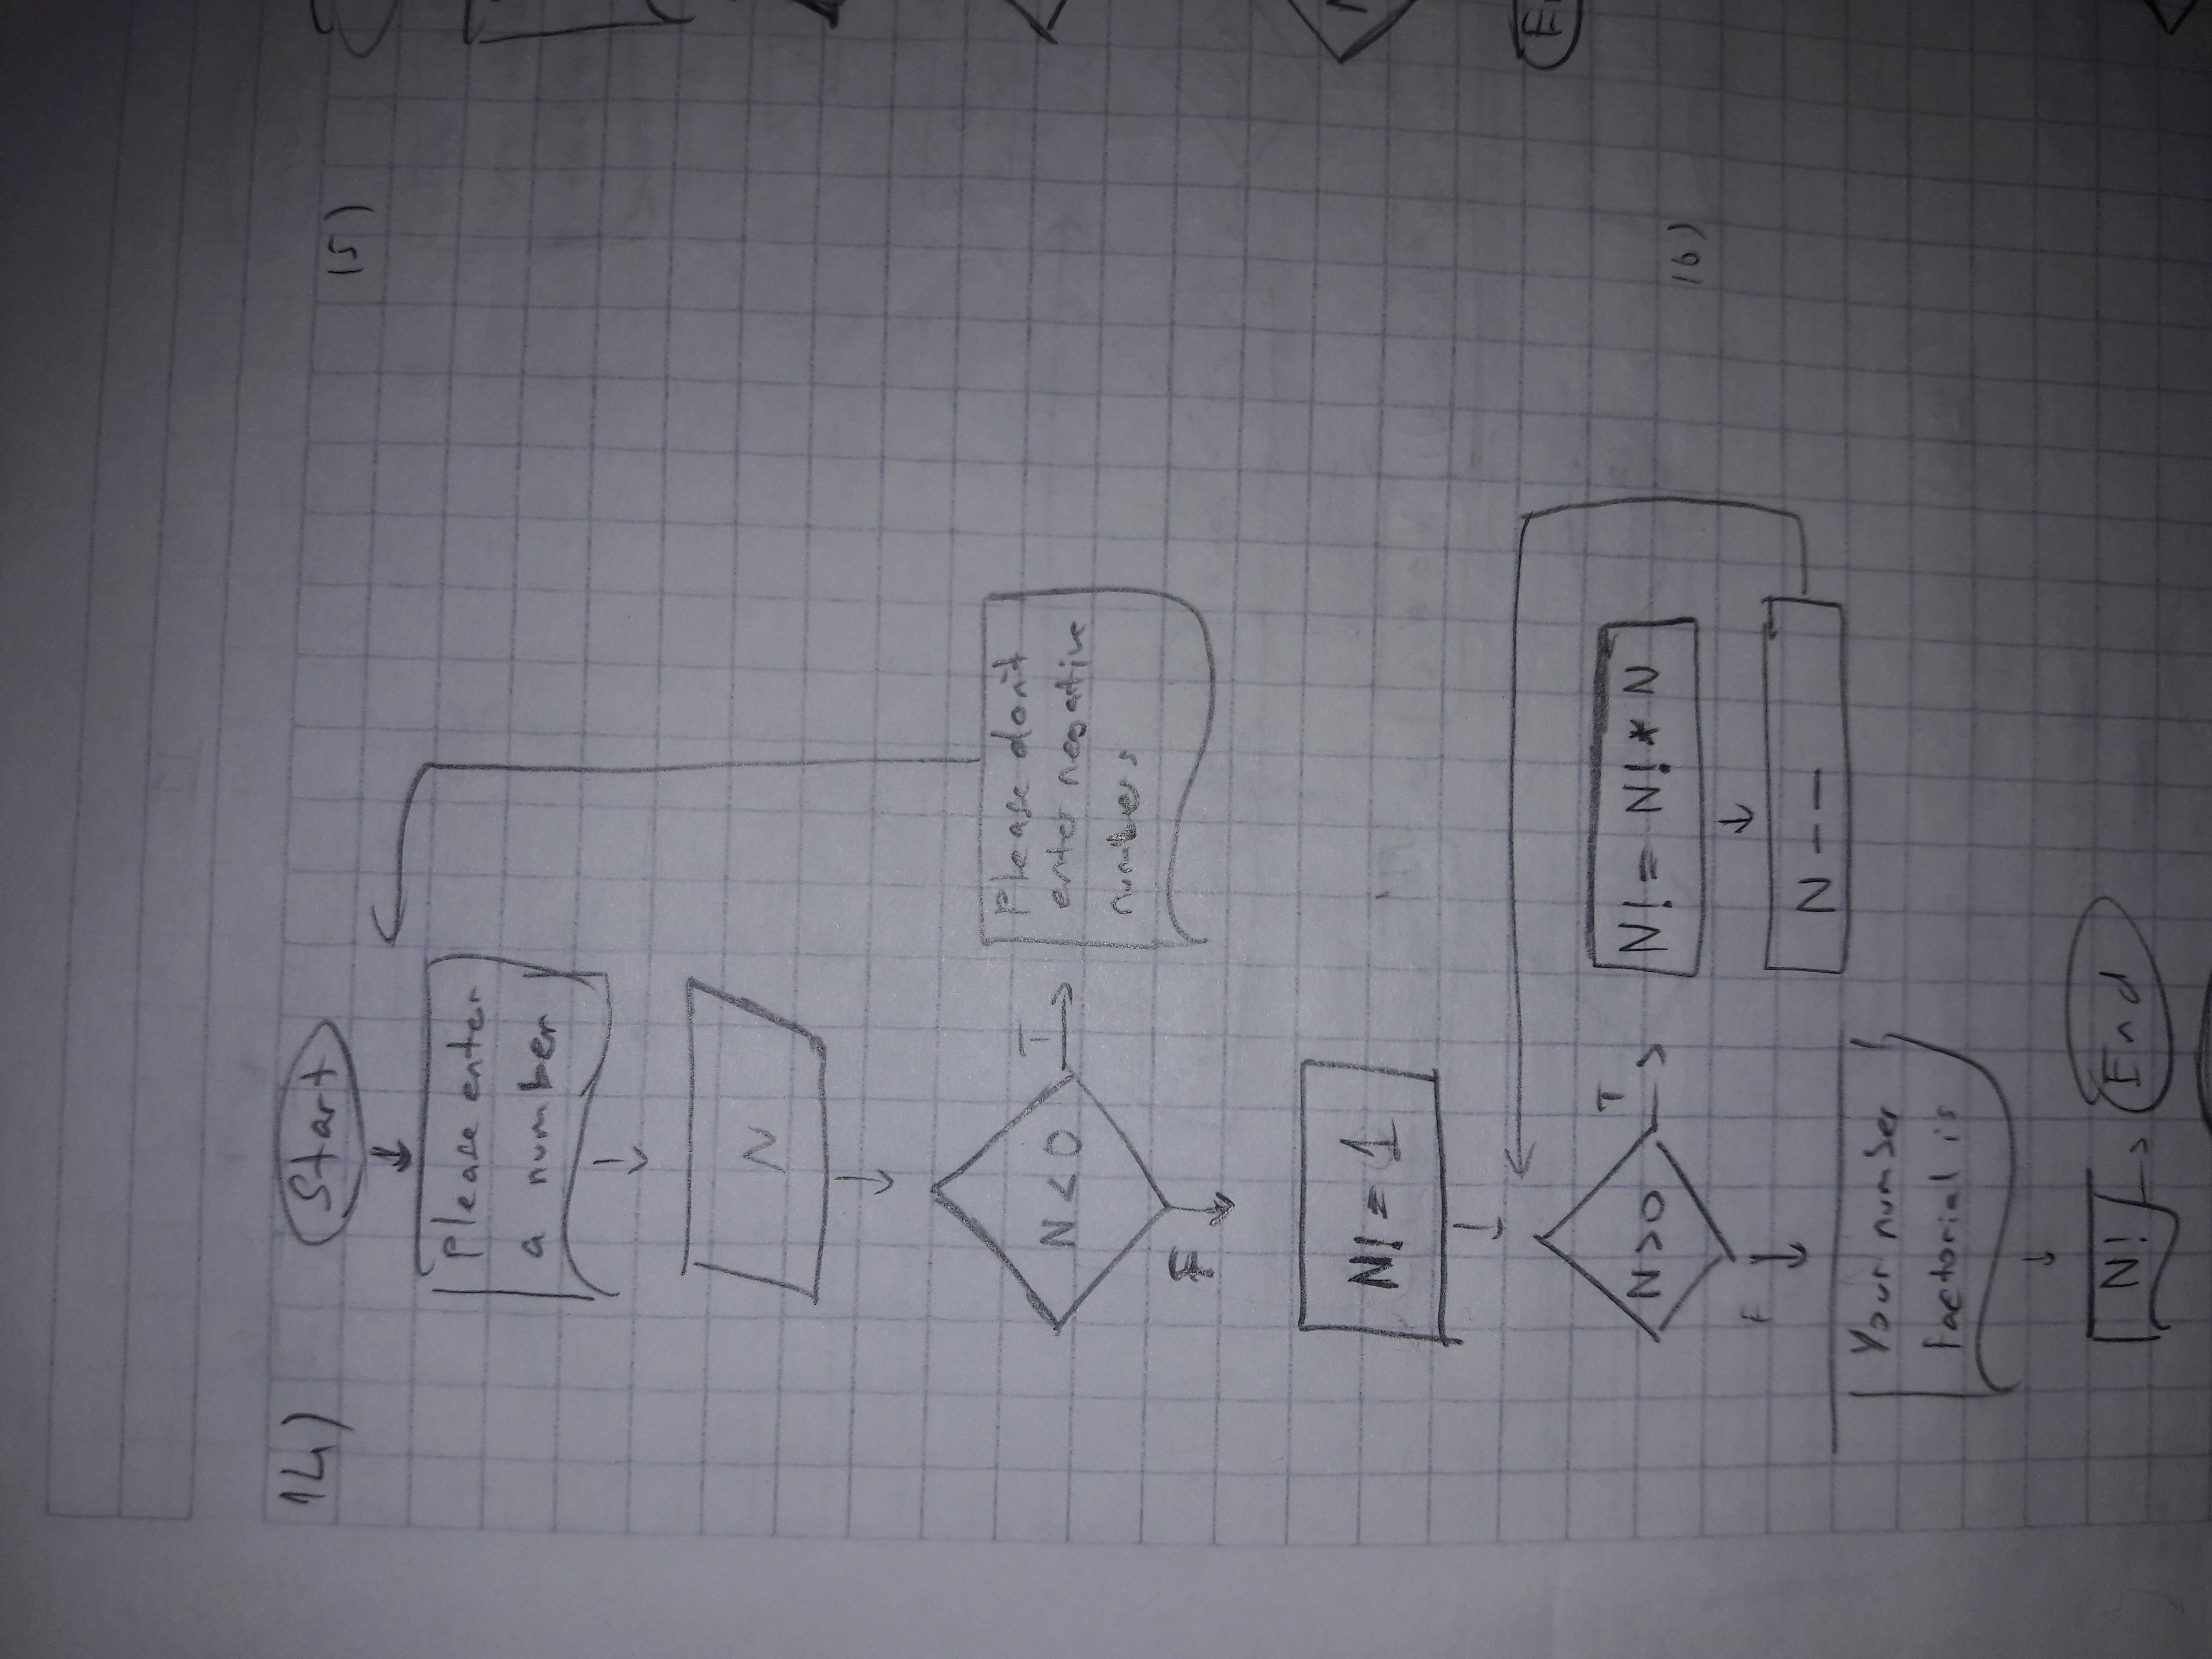 14)
Start
Please enter
a number
N
N<0
T
Please don't
enter negative
numbers
F
N! = 1
N>0
T
N! = N! * N
N--
F
Your number
factorial is
N!
End
15)
16)